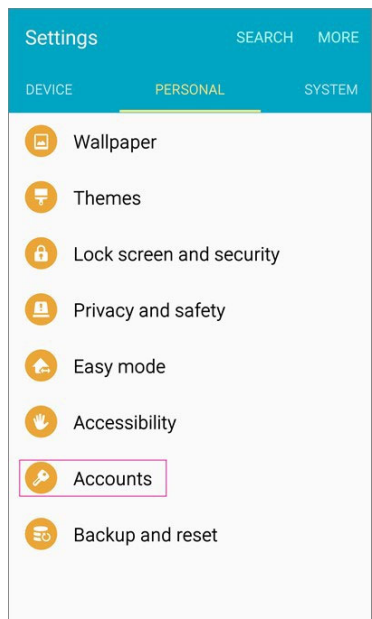 Settings SEARCH MORE
DEVICE PERSONAL SYSTEM
Wallpaper
Themes
Lock screen and security
Privacy and safety
Easy mode
Accessibility
Accounts
Backup and reset